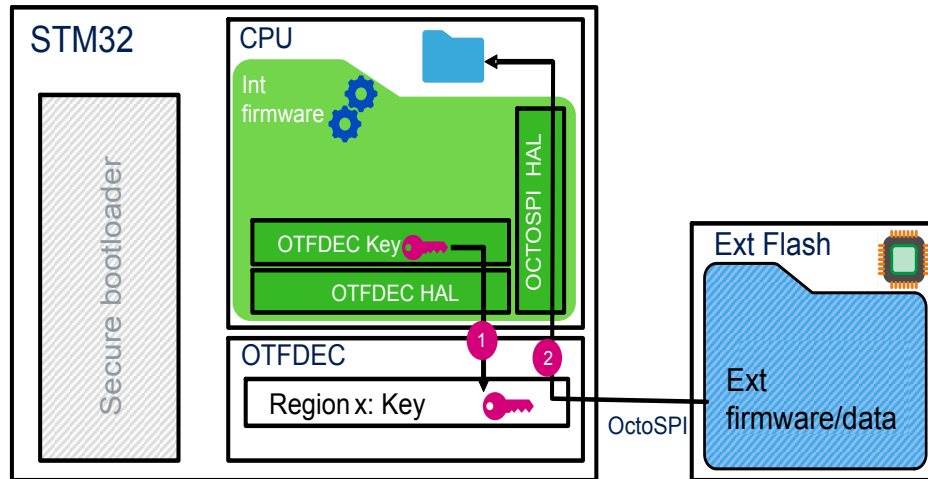 STM32
Secure bootloader
CPU
Int
firmware
OCTOSPI HAL
OTFDEC Key
OTFDEC HAL
1
2
OTFDEC
Region x: Key
OctoSPI
Ext Flash
Ext
firmware/data